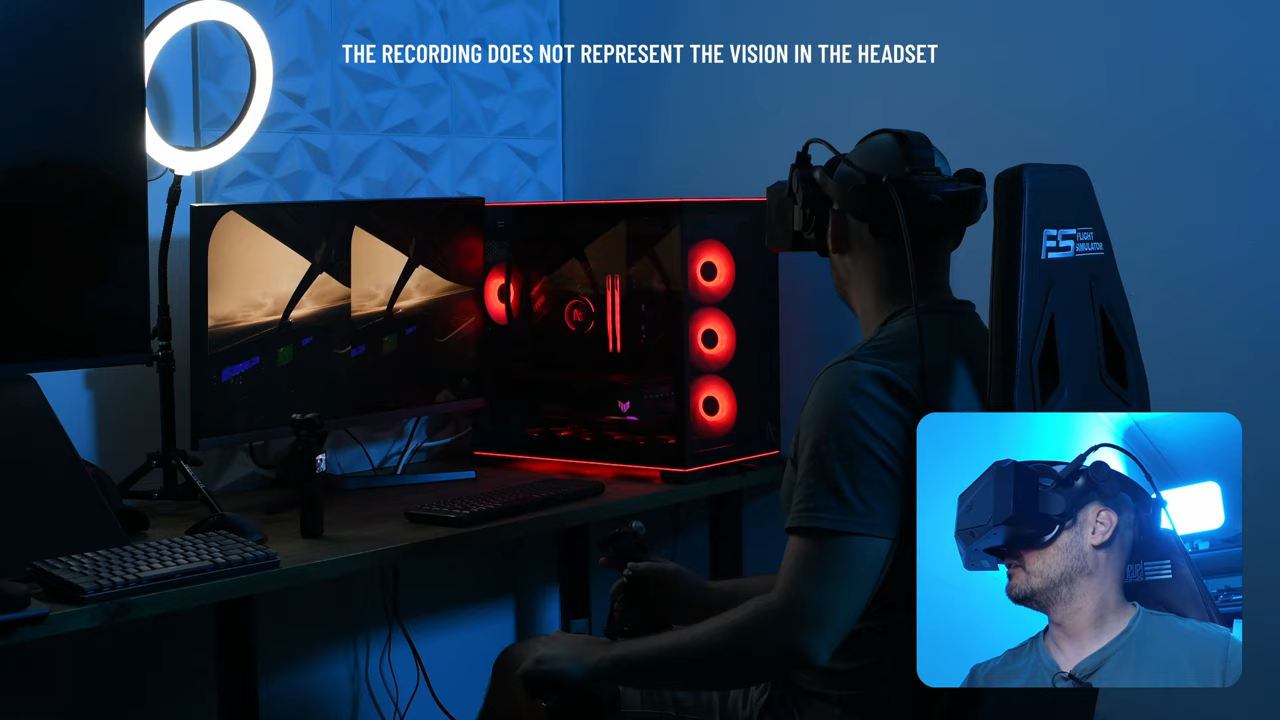 THE RECORDING DOES NOT REPRESENT THE VISION IN THE HEADSET
FS FLIGHT
SIMULATOR